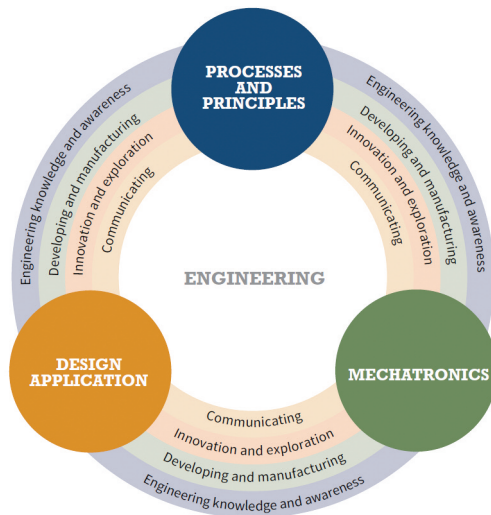 PROCESSES
AND
PRINCIPLES
Engineering knowledge and awareness
Developing and manufacturing
Innovation and exploration
Communicating
Engineering knowledge and awareness
Developing and manufacturing
Innovation and exploration
Communicating
ENGINEERING
DESIGN
APPLICATION
MECHATRONICS
Communicating
Innovation and exploration
Developing and manufacturing
Engineering knowledge and awareness